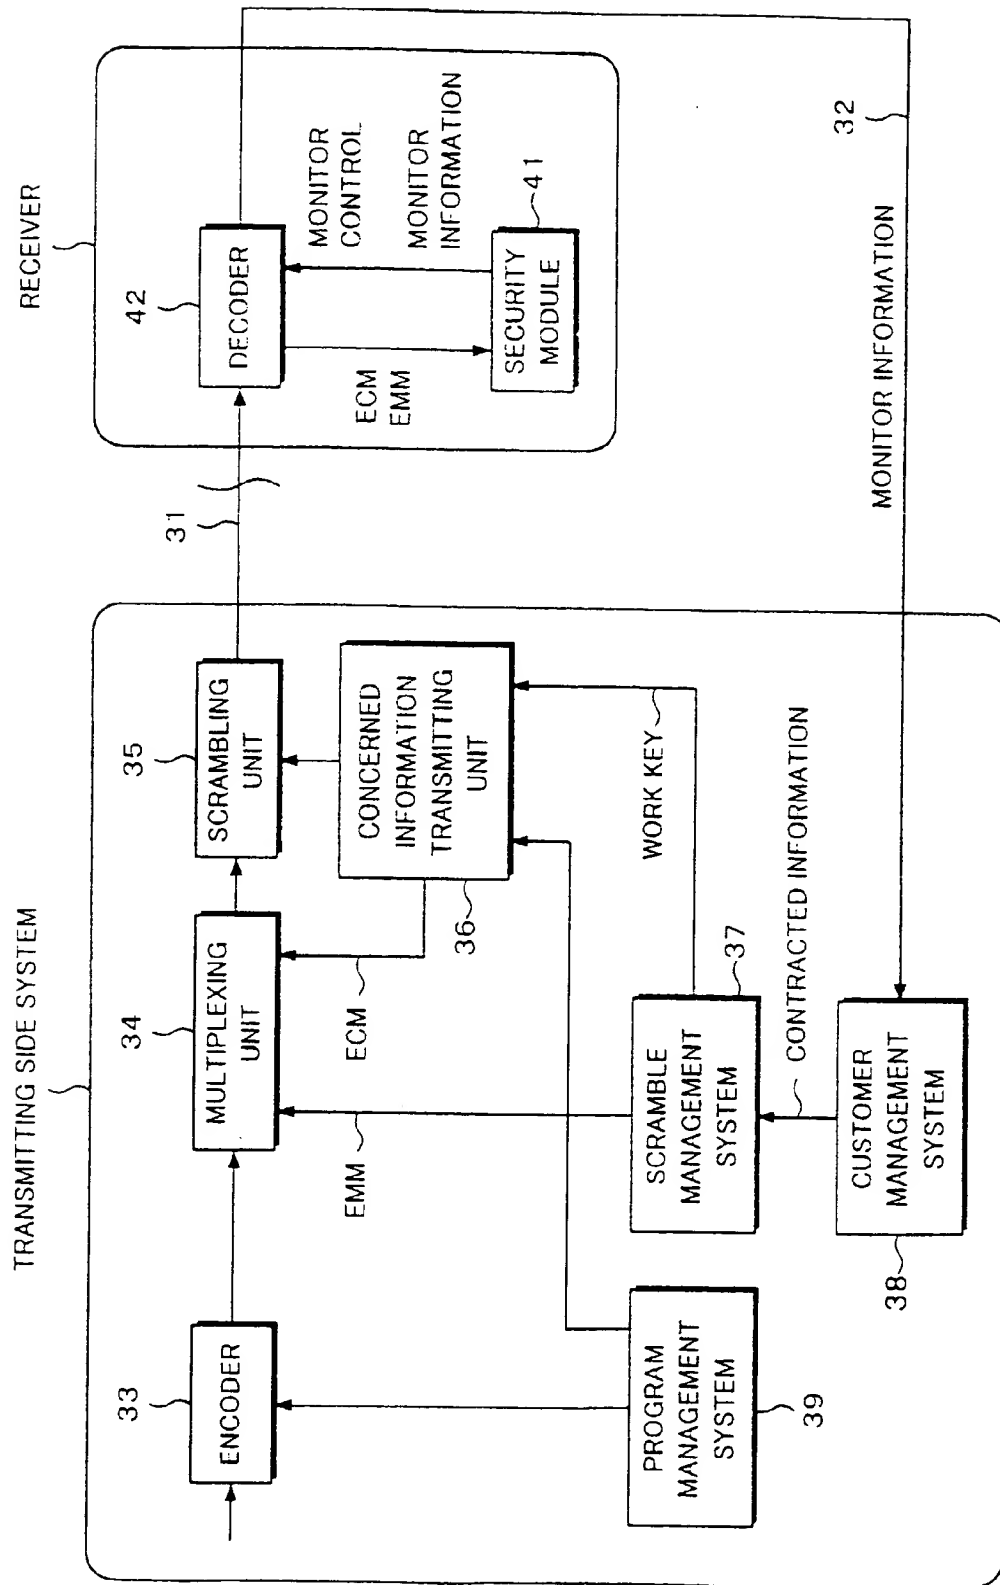 TRANSMITTING SIDE SYSTEM
RECEIVER
33
ENCODER
34
MULTIPLEXING
UNIT
35
SCRAMBLING
UNIT
31
42
DECODER
EMM
ECM
36
CONCERNED
INFORMATION
TRANSMITTING
UNIT
ECM
EMM
MONITOR
CONTROL
MONITOR
INFORMATION
SECURITY
MODULE
41
PROGRAM
MANAGEMENT
SYSTEM
39
SCRAMBLE
MANAGEMENT
SYSTEM
37
WORK KEY
CONTRACTED INFORMATION
38
CUSTOMER
MANAGEMENT
SYSTEM
MONITOR INFORMATION
32